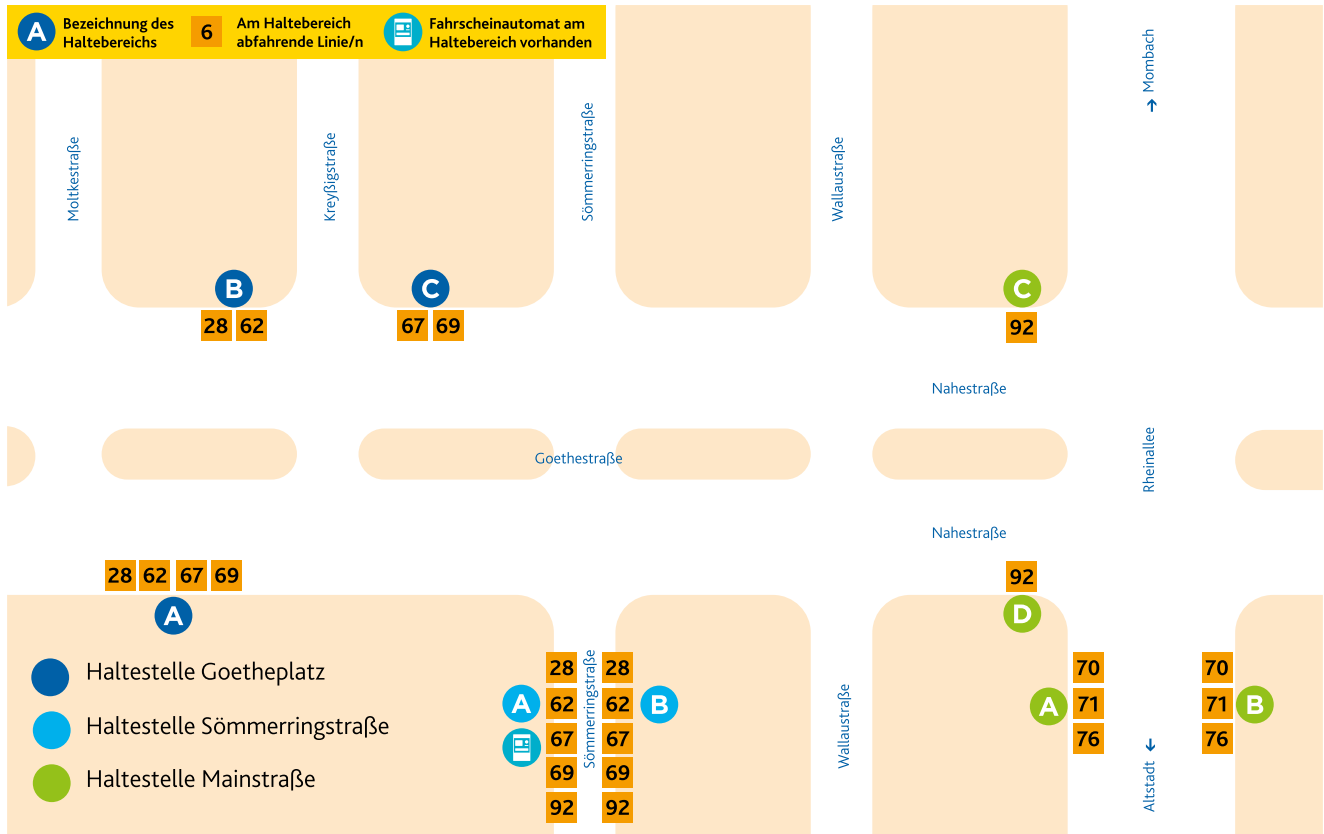 A
Bezeichnung des
Haltebereichs
6
Am Haltebereich
abfahrende Linie/n
Fahrscheinautomat am
Haltebereich vorhanden
Moltkestraße
Kreyßigstraße
Sömmerringstraße
Wallaustraße
→ Mombach
B
28 62
C
67 69
C
92
Nahestraße
Goethestraße
Rheinallee
Nahestraße
28 62 67 69
A
92
D
Haltestelle Goetheplatz
Haltestelle Sömmerringstraße
Haltestelle Mainstraße
A
28
62
67
69
92
Sömmerringstraße
28
62
67
69
92
B
Wallaustraße
A
70
71
76
Altstadt ←
70
71
76
B